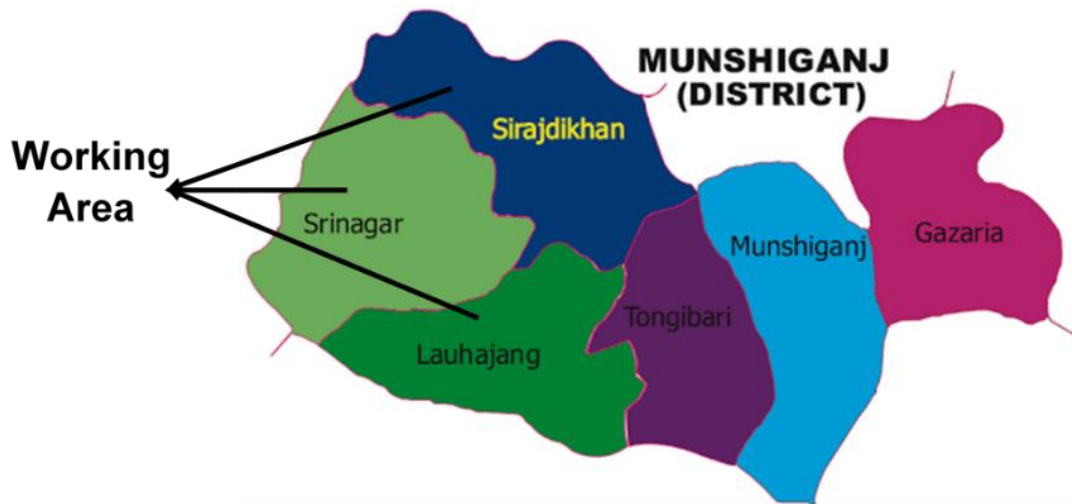 MUNSHIGANJ
(DISTRICT)
Sirajdikhan
Working
Area
Srinagar
Munshiganj
Gazaria
Tongibari
Lauhajang